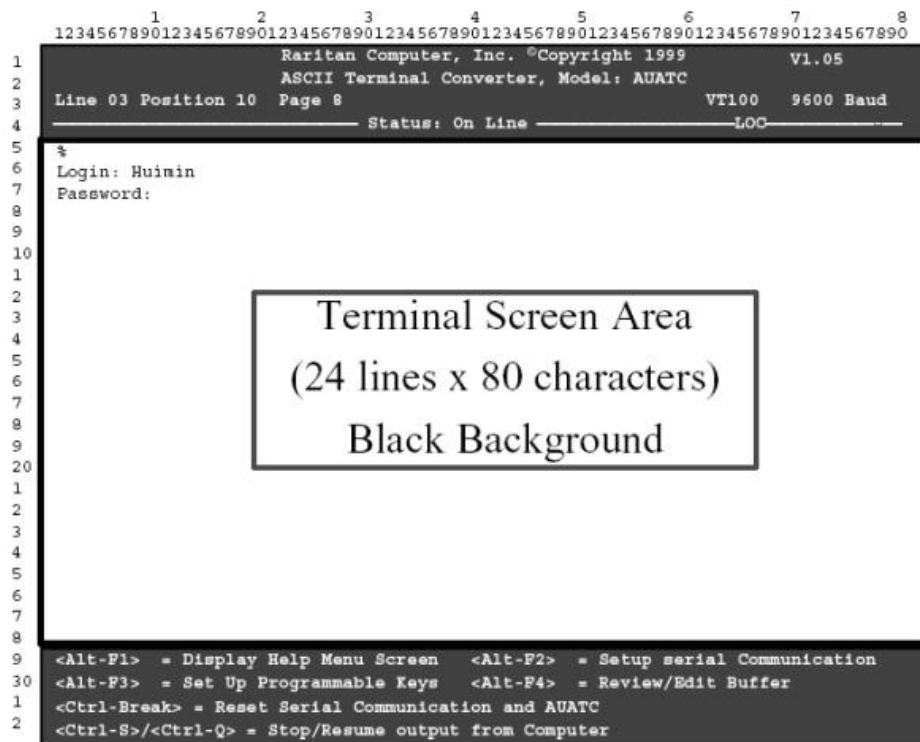 1 2 3 4 5 6 7 8
12345678901234567890123456789012345678901234567890123456789012345678901234567890
1 Raritan Computer, Inc. ©Copyright 1999 V1.05
2 ASCII Terminal Converter, Model: AUATC
3 Line 03 Position 10 Page 8 VT100 9600 Baud
4 Status: On Line LOC
5 %
6 Login: Huimin
7 Password:
8
9
10
1
2
3 Terminal Screen Area
4
5
6 (24 lines x 80 characters)
7
8
9 Black Background
20
1
2
3
4
5
6
7
8
9 <Alt-F1> = Display Help Menu Screen <Alt-F2> = Setup serial Communication
30 <Alt-F3> = Set Up Programmable Keys <Alt-F4> = Review/Edit Buffer
1 <Ctrl-Break> = Reset Serial Communication and AUATC
2 <Ctrl-S>/<Ctrl-Q> = Stop/Resume output from Computer